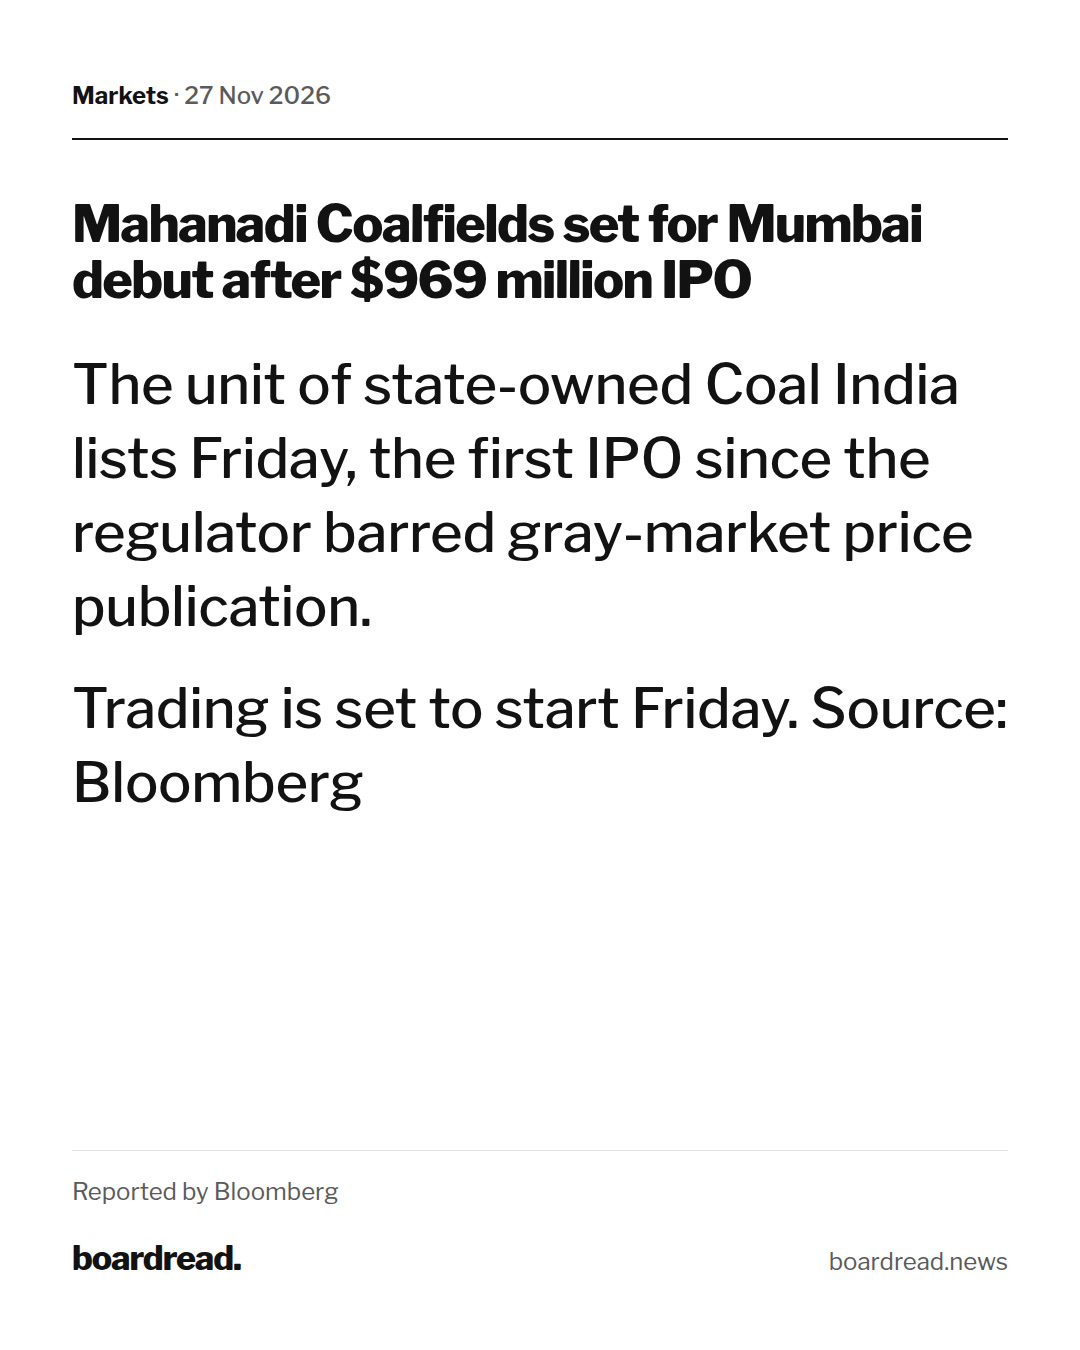 Markets · 27 Nov 2026
Mahanadi Coalfields set for Mumbai
debut after $969 million IPO
The unit of state-owned Coal India
lists Friday, the first IPO since the
regulator barred gray-market price
publication.
Trading is set to start Friday. Source:
Bloomberg
Reported by Bloomberg
boardread.
boardread.news